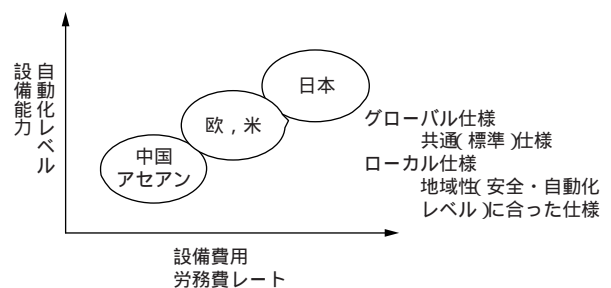 自動化レベル
設備能力
日本
欧，米
中国
アセアン
グローバル仕様
共通(標準)仕様
ローカル仕様
地域性(安全・自動化
レベル)に合った仕様
設備費用
労務費レート